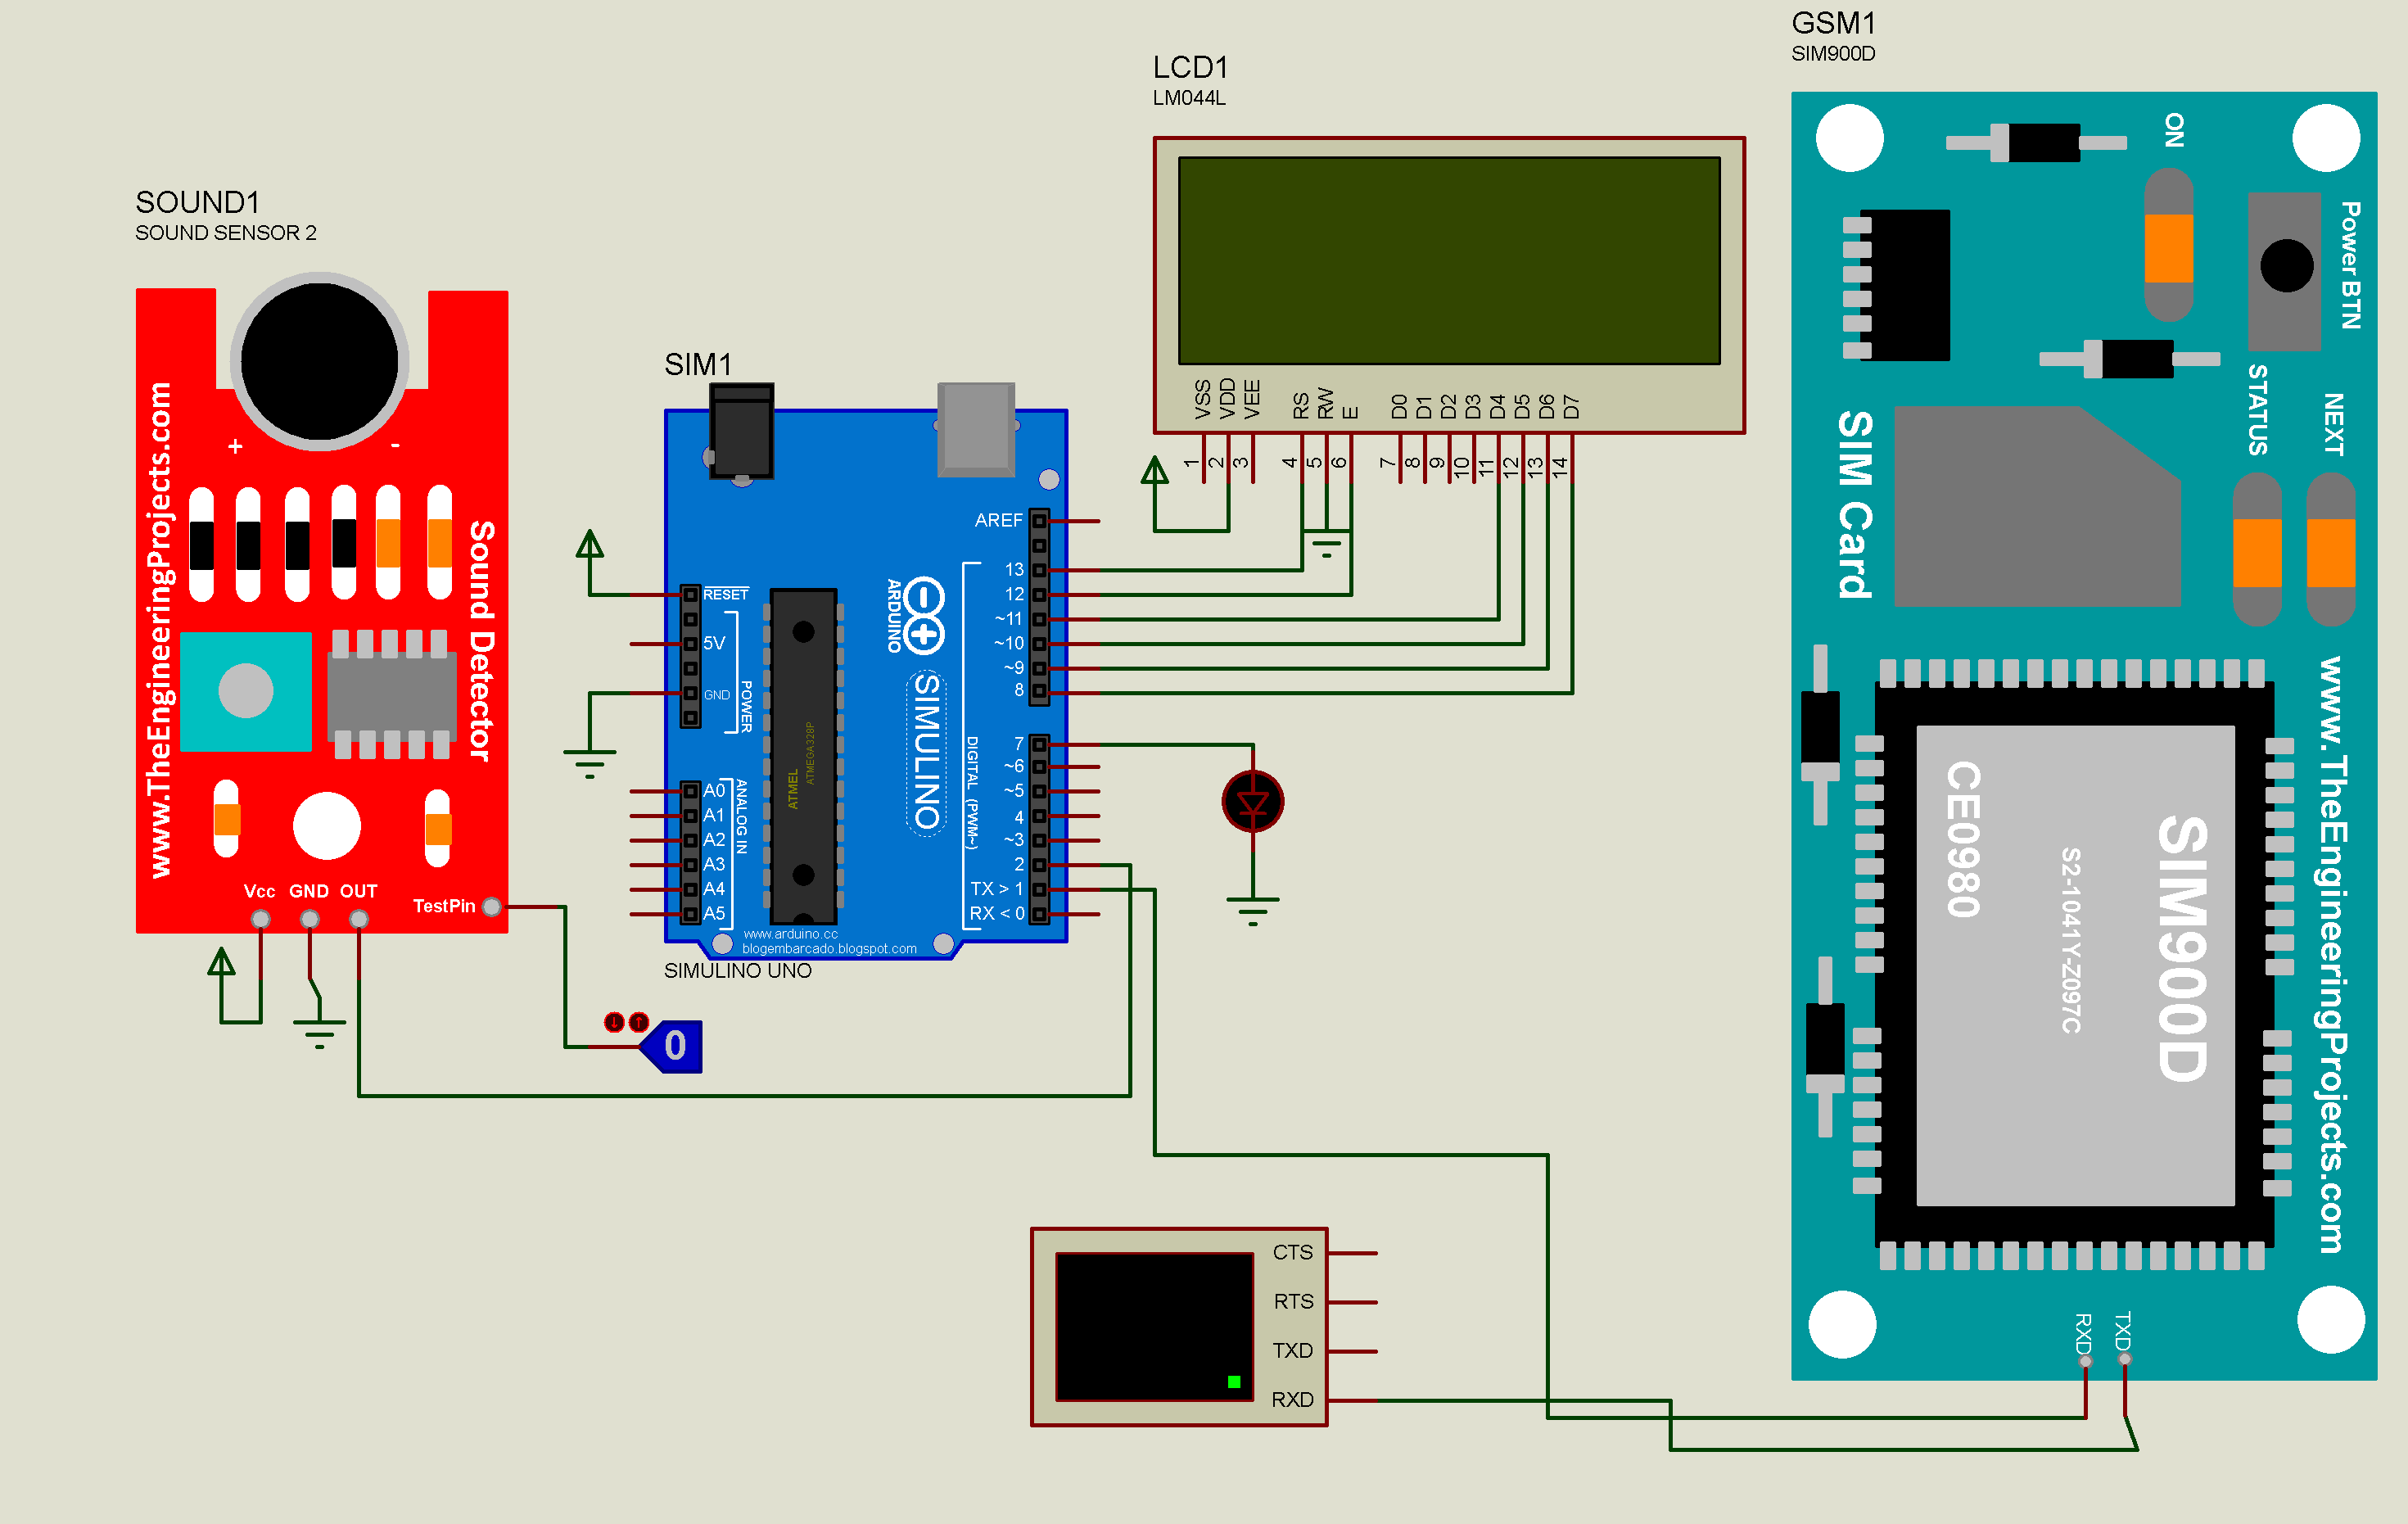 GSM1
SIM900D
LCD1
LM044L
ON
Power BTN
STATUS
NEXT
SIM Card
SOUND1
SOUND SENSOR 2
+
-
www.TheEngineeringProjects.com
Sound Detector
Vcc GND OUT
TestPin
SIM1
VSS
VDD
VEE
RS
RW
E
D0
D1
D2
D3
D4
D5
D6
D7
1
2
3
4
5
6
7
8
9
10
11
12
13
14
AREF
13
12
~11
~10
~9
8
RESET
5V
GND
POWER
ARDUINO
SIMULINO
ATMEL
ATMEGA328P
DIGITAL (PWM~)
7
~6
~5
4
~3
2
TX > 1
RX < 0
A0
A1
A2
A3
A4
A5
ANALOG IN
www.arduino.cc
blogembarcado.blogspot.com
SIMULINO UNO
0
CTS
RTS
TXD
RXD
CE0980
S2-1041Y-Z097C
SIM900D
www.TheEngineeringProjects.com
RXD
TXD